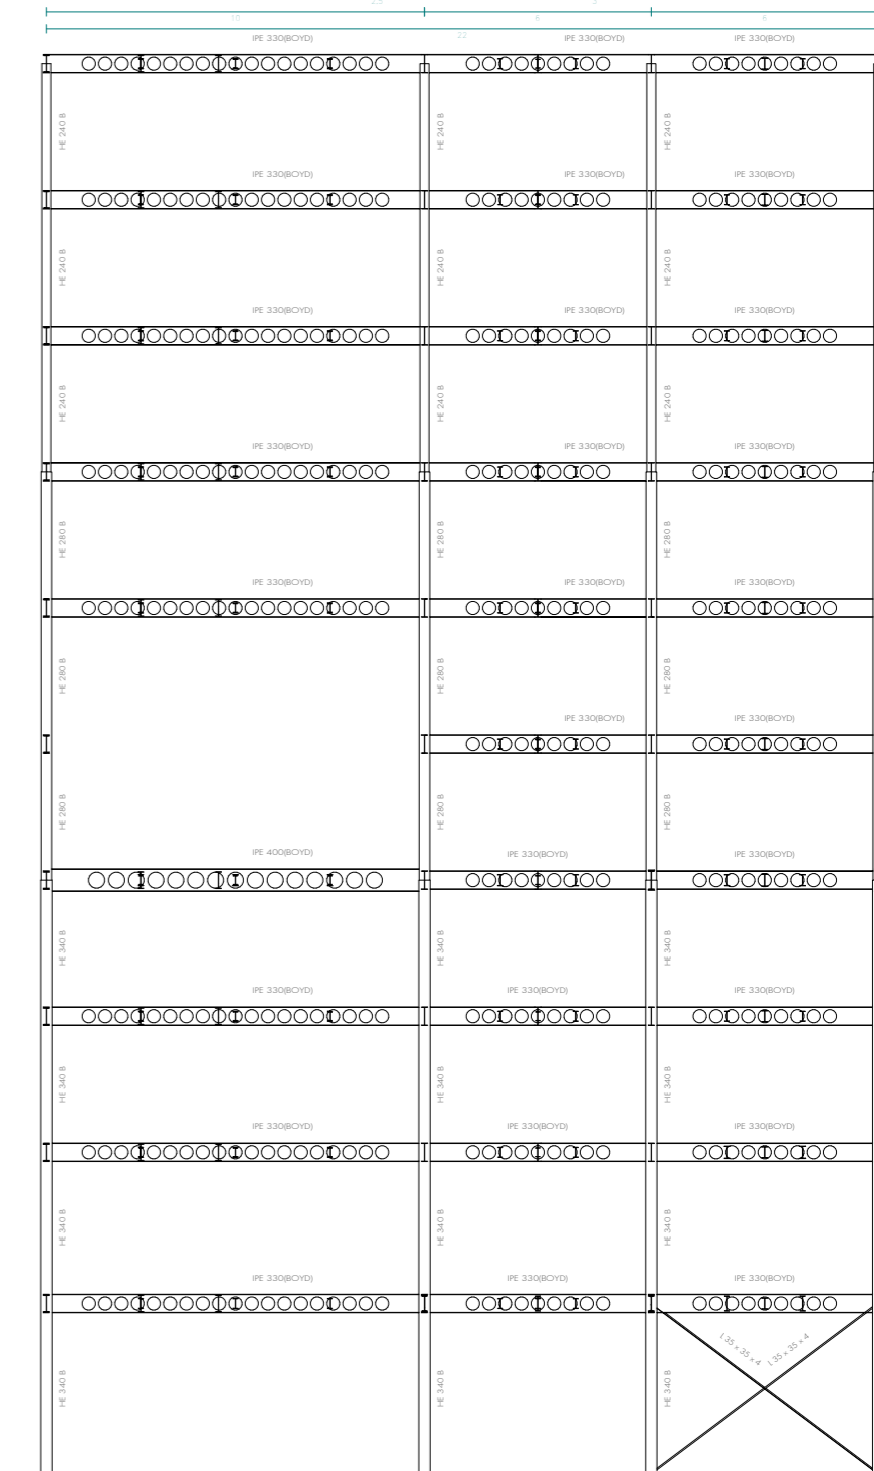 2.5 3
10 6 6
22
IPE 330(BOYD) IPE 330(BOYD) IPE 330(BOYD)
HE 240 B HE 240 B HE 240 B
IPE 330(BOYD) IPE 330(BOYD) IPE 330(BOYD)
HE 240 B HE 240 B HE 240 B
IPE 330(BOYD) IPE 330(BOYD) IPE 330(BOYD)
HE 240 B HE 240 B HE 240 B
IPE 330(BOYD) IPE 330(BOYD) IPE 330(BOYD)
HE 280 B HE 280 B HE 280 B
IPE 330(BOYD) IPE 330(BOYD) IPE 330(BOYD)
HE 280 B HE 280 B HE 280 B
IPE 330(BOYD) IPE 330(BOYD)
HE 280 B HE 280 B HE 280 B
IPE 400(BOYD) IPE 330(BOYD) IPE 330(BOYD)
HE 340 B HE 340 B HE 340 B
IPE 330(BOYD) IPE 330(BOYD) IPE 330(BOYD)
HE 340 B HE 340 B HE 340 B
IPE 330(BOYD) IPE 330(BOYD) IPE 330(BOYD)
HE 340 B HE 340 B HE 340 B
IPE 330(BOYD) IPE 330(BOYD) IPE 330(BOYD)
L 35 x 35 x 4 L 35 x 35 x 4
HE 340 B HE 340 B HE 340 B